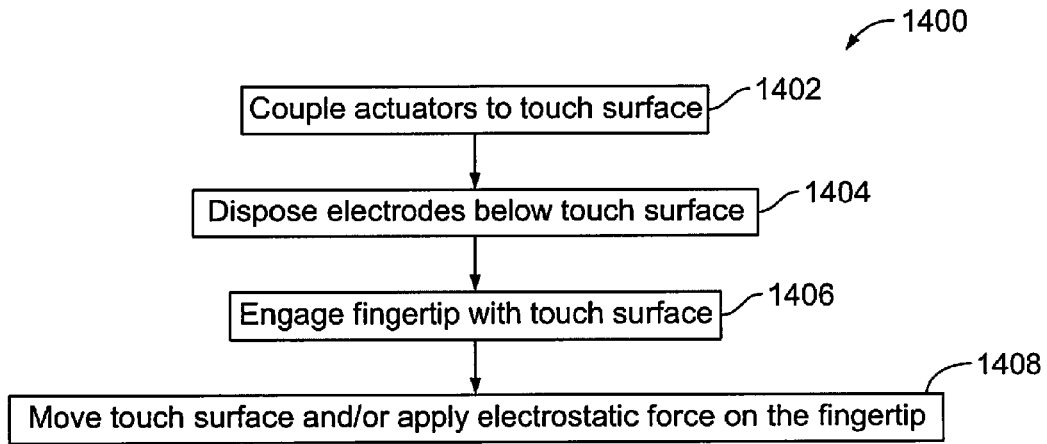 1400
Couple actuators to touch surface
1402
Dispose electrodes below touch surface
1404
Engage fingertip with touch surface
1406
Move touch surface and/or apply electrostatic force on the fingertip
1408